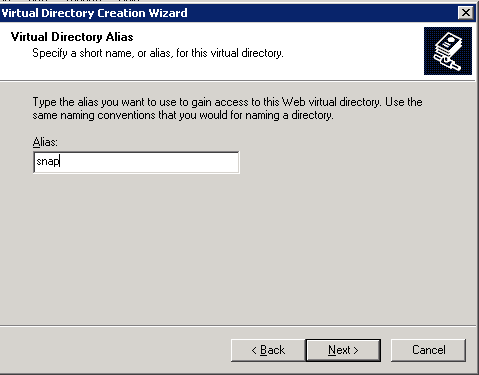 Virtual Directory Creation Wizard
Virtual Directory Alias
Specify a short name, or alias, for this virtual directory.
Type the alias you want to use to gain access to this Web virtual directory. Use the
same naming conventions that you would for naming a directory.
Alias:
snap
< Back
Next >
Cancel